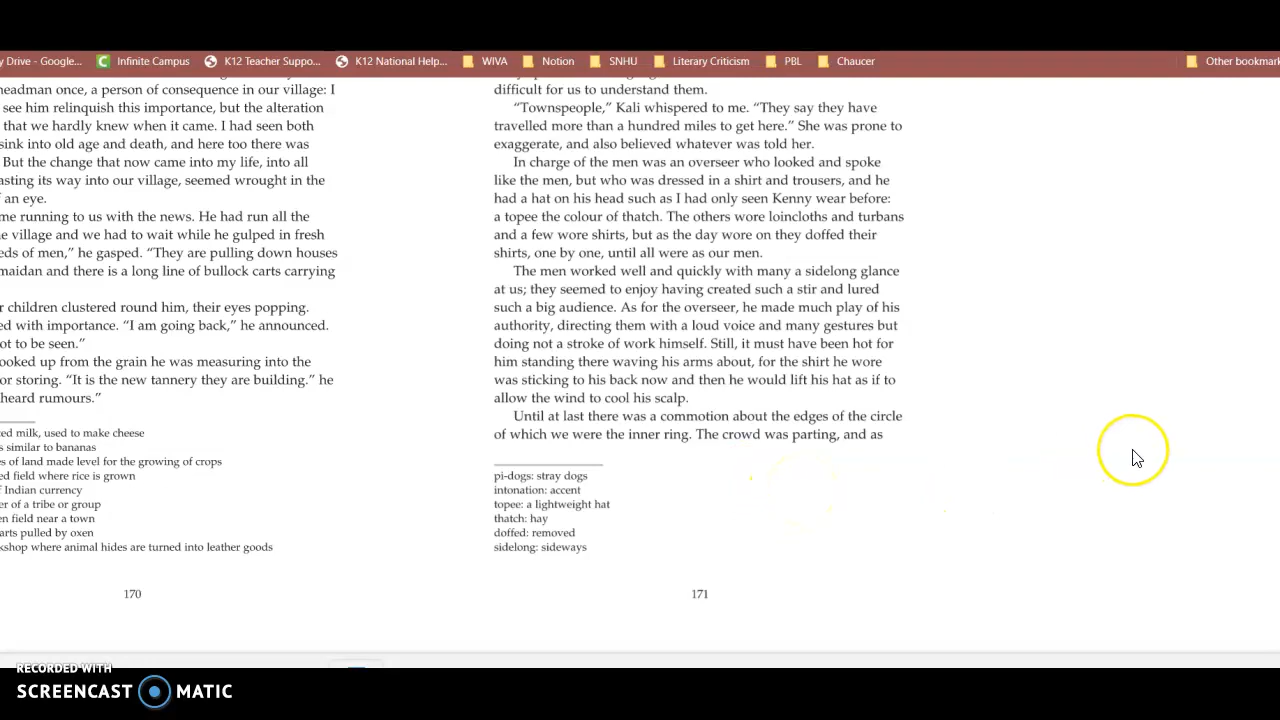 y Drive - Google...
Infinite Campus
K12 Teacher Suppo...
K12 National Help...
WIVA
Notion
SNHU
Literary Criticism
PBL
Chaucer
Other bookmar
headman once, a person of consequence in our village: I
see him relinquish this importance, but the alteration
that we hardly knew when it came. I had seen both
sink into old age and death, and here too there was
But the change that now came into my life, into all
asting its way into our village, seemed wrought in the
f an eye.
me running to us with the news. He had run all the
e village and we had to wait while he gulped in fresh
eds of men," he gasped. "They are pulling down houses
maidan and there is a long line of bullock carts carrying
r children clustered round him, their eyes popping.
ed with importance. "I am going back," he announced.
ot to be seen."
ooked up from the grain he was measuring into the
or storing. "It is the new tannery they are building." he
heard rumours."
ed milk, used to make cheese
s similar to bananas
es of land made level for the growing of crops
ed field where rice is grown
f Indian currency
er of a tribe or group
en field near a town
arts pulled by oxen
kshop where animal hides are turned into leather goods
170
difficult for us to understand them.
"Townspeople," Kali whispered to me. "They say they have
travelled more than a hundred miles to get here." She was prone to
exaggerate, and also believed whatever was told her.
In charge of the men was an overseer who looked and spoke
like the men, but who was dressed in a shirt and trousers, and he
had a hat on his head such as I had only seen Kenny wear before:
a topee the colour of thatch. The others wore loincloths and turbans
and a few wore shirts, but as the day wore on they doffed their
shirts, one by one, until all were as our men.
The men worked well and quickly with many a sidelong glance
at us; they seemed to enjoy having created such a stir and lured
such a big audience. As for the overseer, he made much play of his
authority, directing them with a loud voice and many gestures but
doing not a stroke of work himself. Still, it must have been hot for
him standing there waving his arms about, for the shirt he wore
was sticking to his back now and then he would lift his hat as if to
allow the wind to cool his scalp.
Until at last there was a commotion about the edges of the circle
of which we were the inner ring. The crowd was parting, and as
pi-dogs: stray dogs
intonation: accent
topee: a lightweight hat
thatch: hay
doffed: removed
sidelong: sideways
171
RECORDED WITH
SCREENCAST MATIC